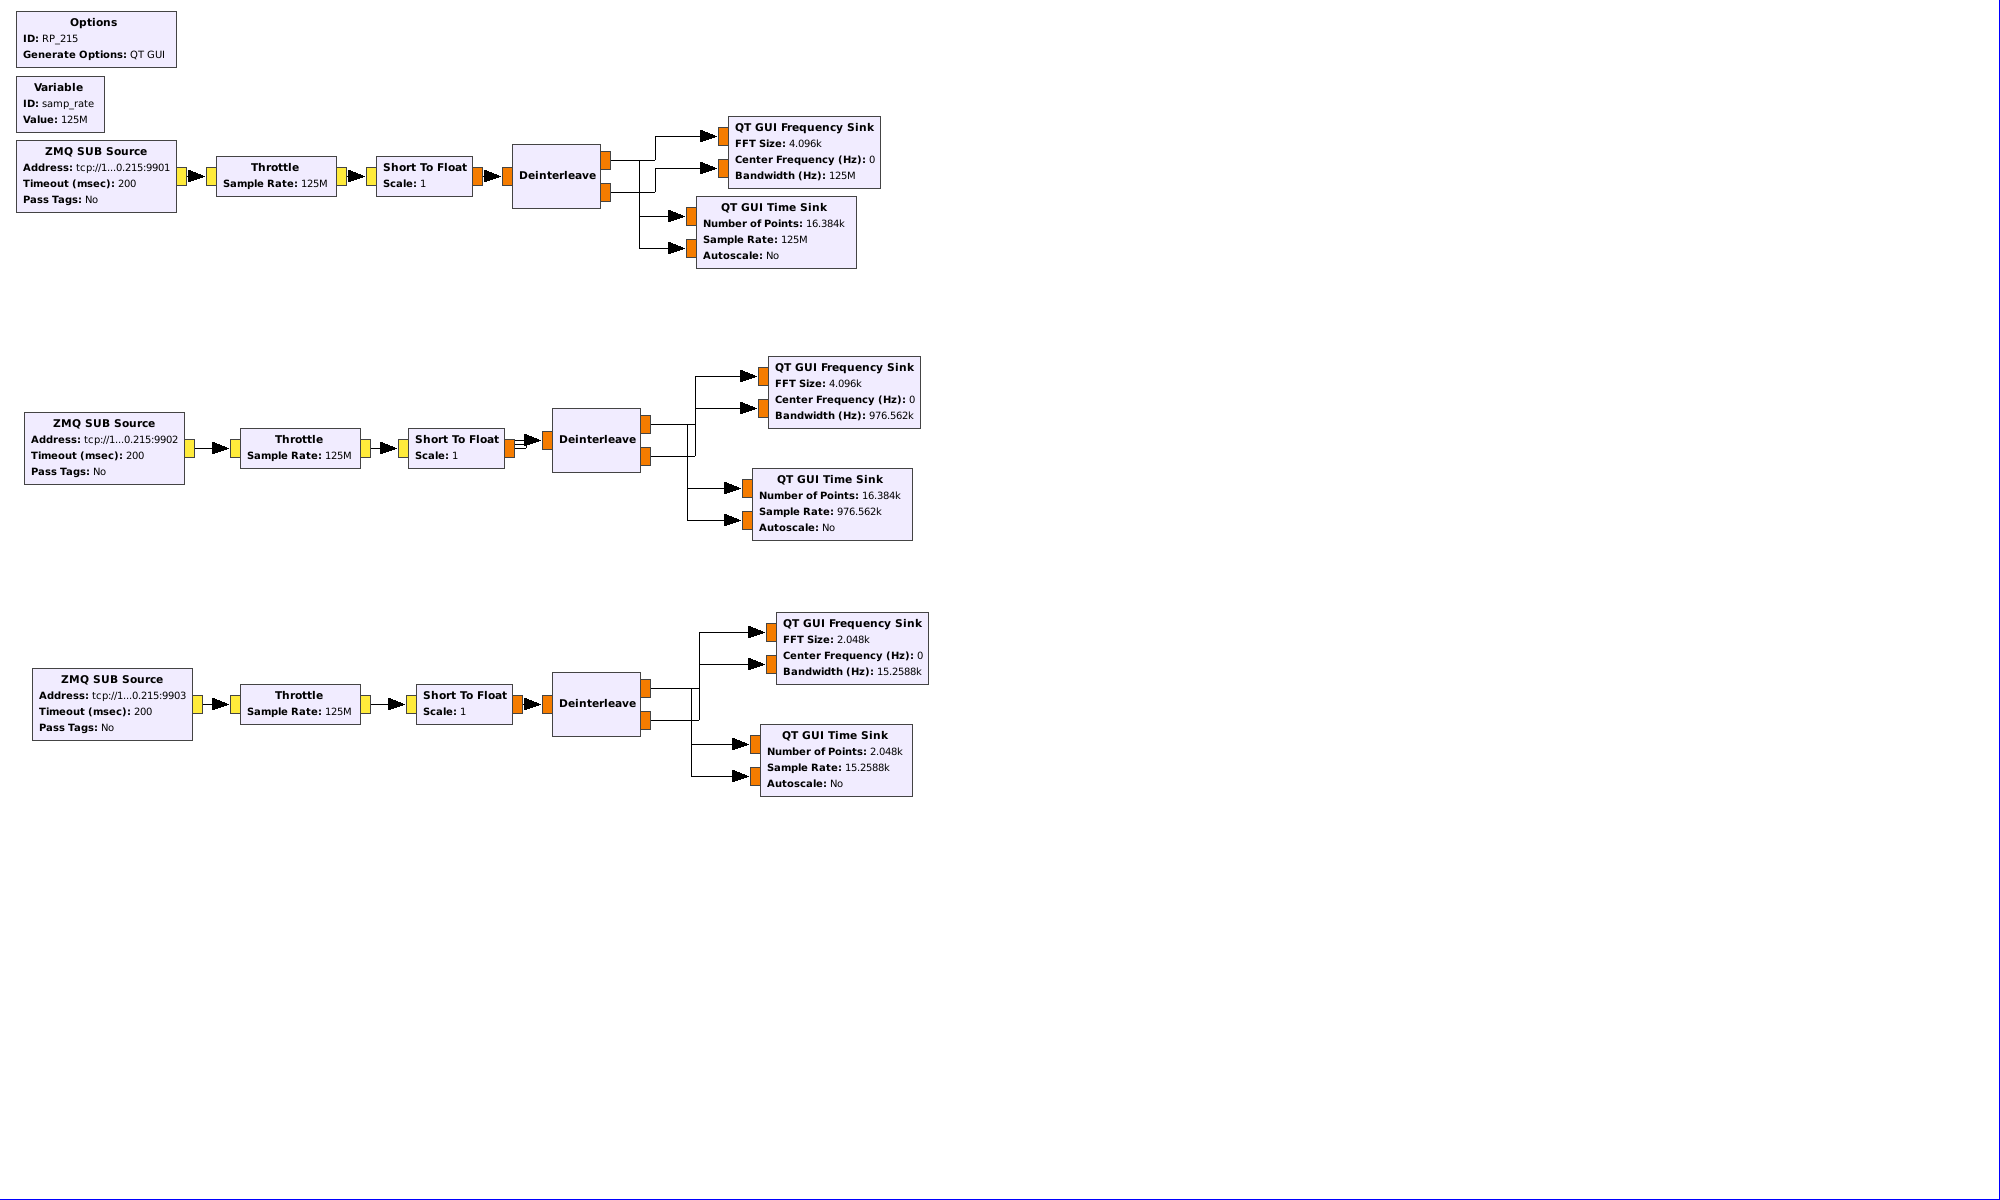 Options
ID: RP_215
Generate Options: QT GUI
Variable
ID: samp_rate
Value: 125M
ZMQ SUB Source
Address: tcp://1...0.215:9901
Timeout (msec): 200
Pass Tags: No
Throttle
Sample Rate: 125M
Short To Float
Scale: 1
Deinterleave
QT GUI Frequency Sink
FFT Size: 4.096k
Center Frequency (Hz): 0
Bandwidth (Hz): 125M
QT GUI Time Sink
Number of Points: 16.384k
Sample Rate: 125M
Autoscale: No
ZMQ SUB Source
Address: tcp://1...0.215:9902
Timeout (msec): 200
Pass Tags: No
Throttle
Sample Rate: 125M
Short To Float
Scale: 1
Deinterleave
QT GUI Frequency Sink
FFT Size: 4.096k
Center Frequency (Hz): 0
Bandwidth (Hz): 976.562k
QT GUI Time Sink
Number of Points: 16.384k
Sample Rate: 976.562k
Autoscale: No
ZMQ SUB Source
Address: tcp://1...0.215:9903
Timeout (msec): 200
Pass Tags: No
Throttle
Sample Rate: 125M
Short To Float
Scale: 1
Deinterleave
QT GUI Frequency Sink
FFT Size: 2.048k
Center Frequency (Hz): 0
Bandwidth (Hz): 15.2588k
QT GUI Time Sink
Number of Points: 2.048k
Sample Rate: 15.2588k
Autoscale: No